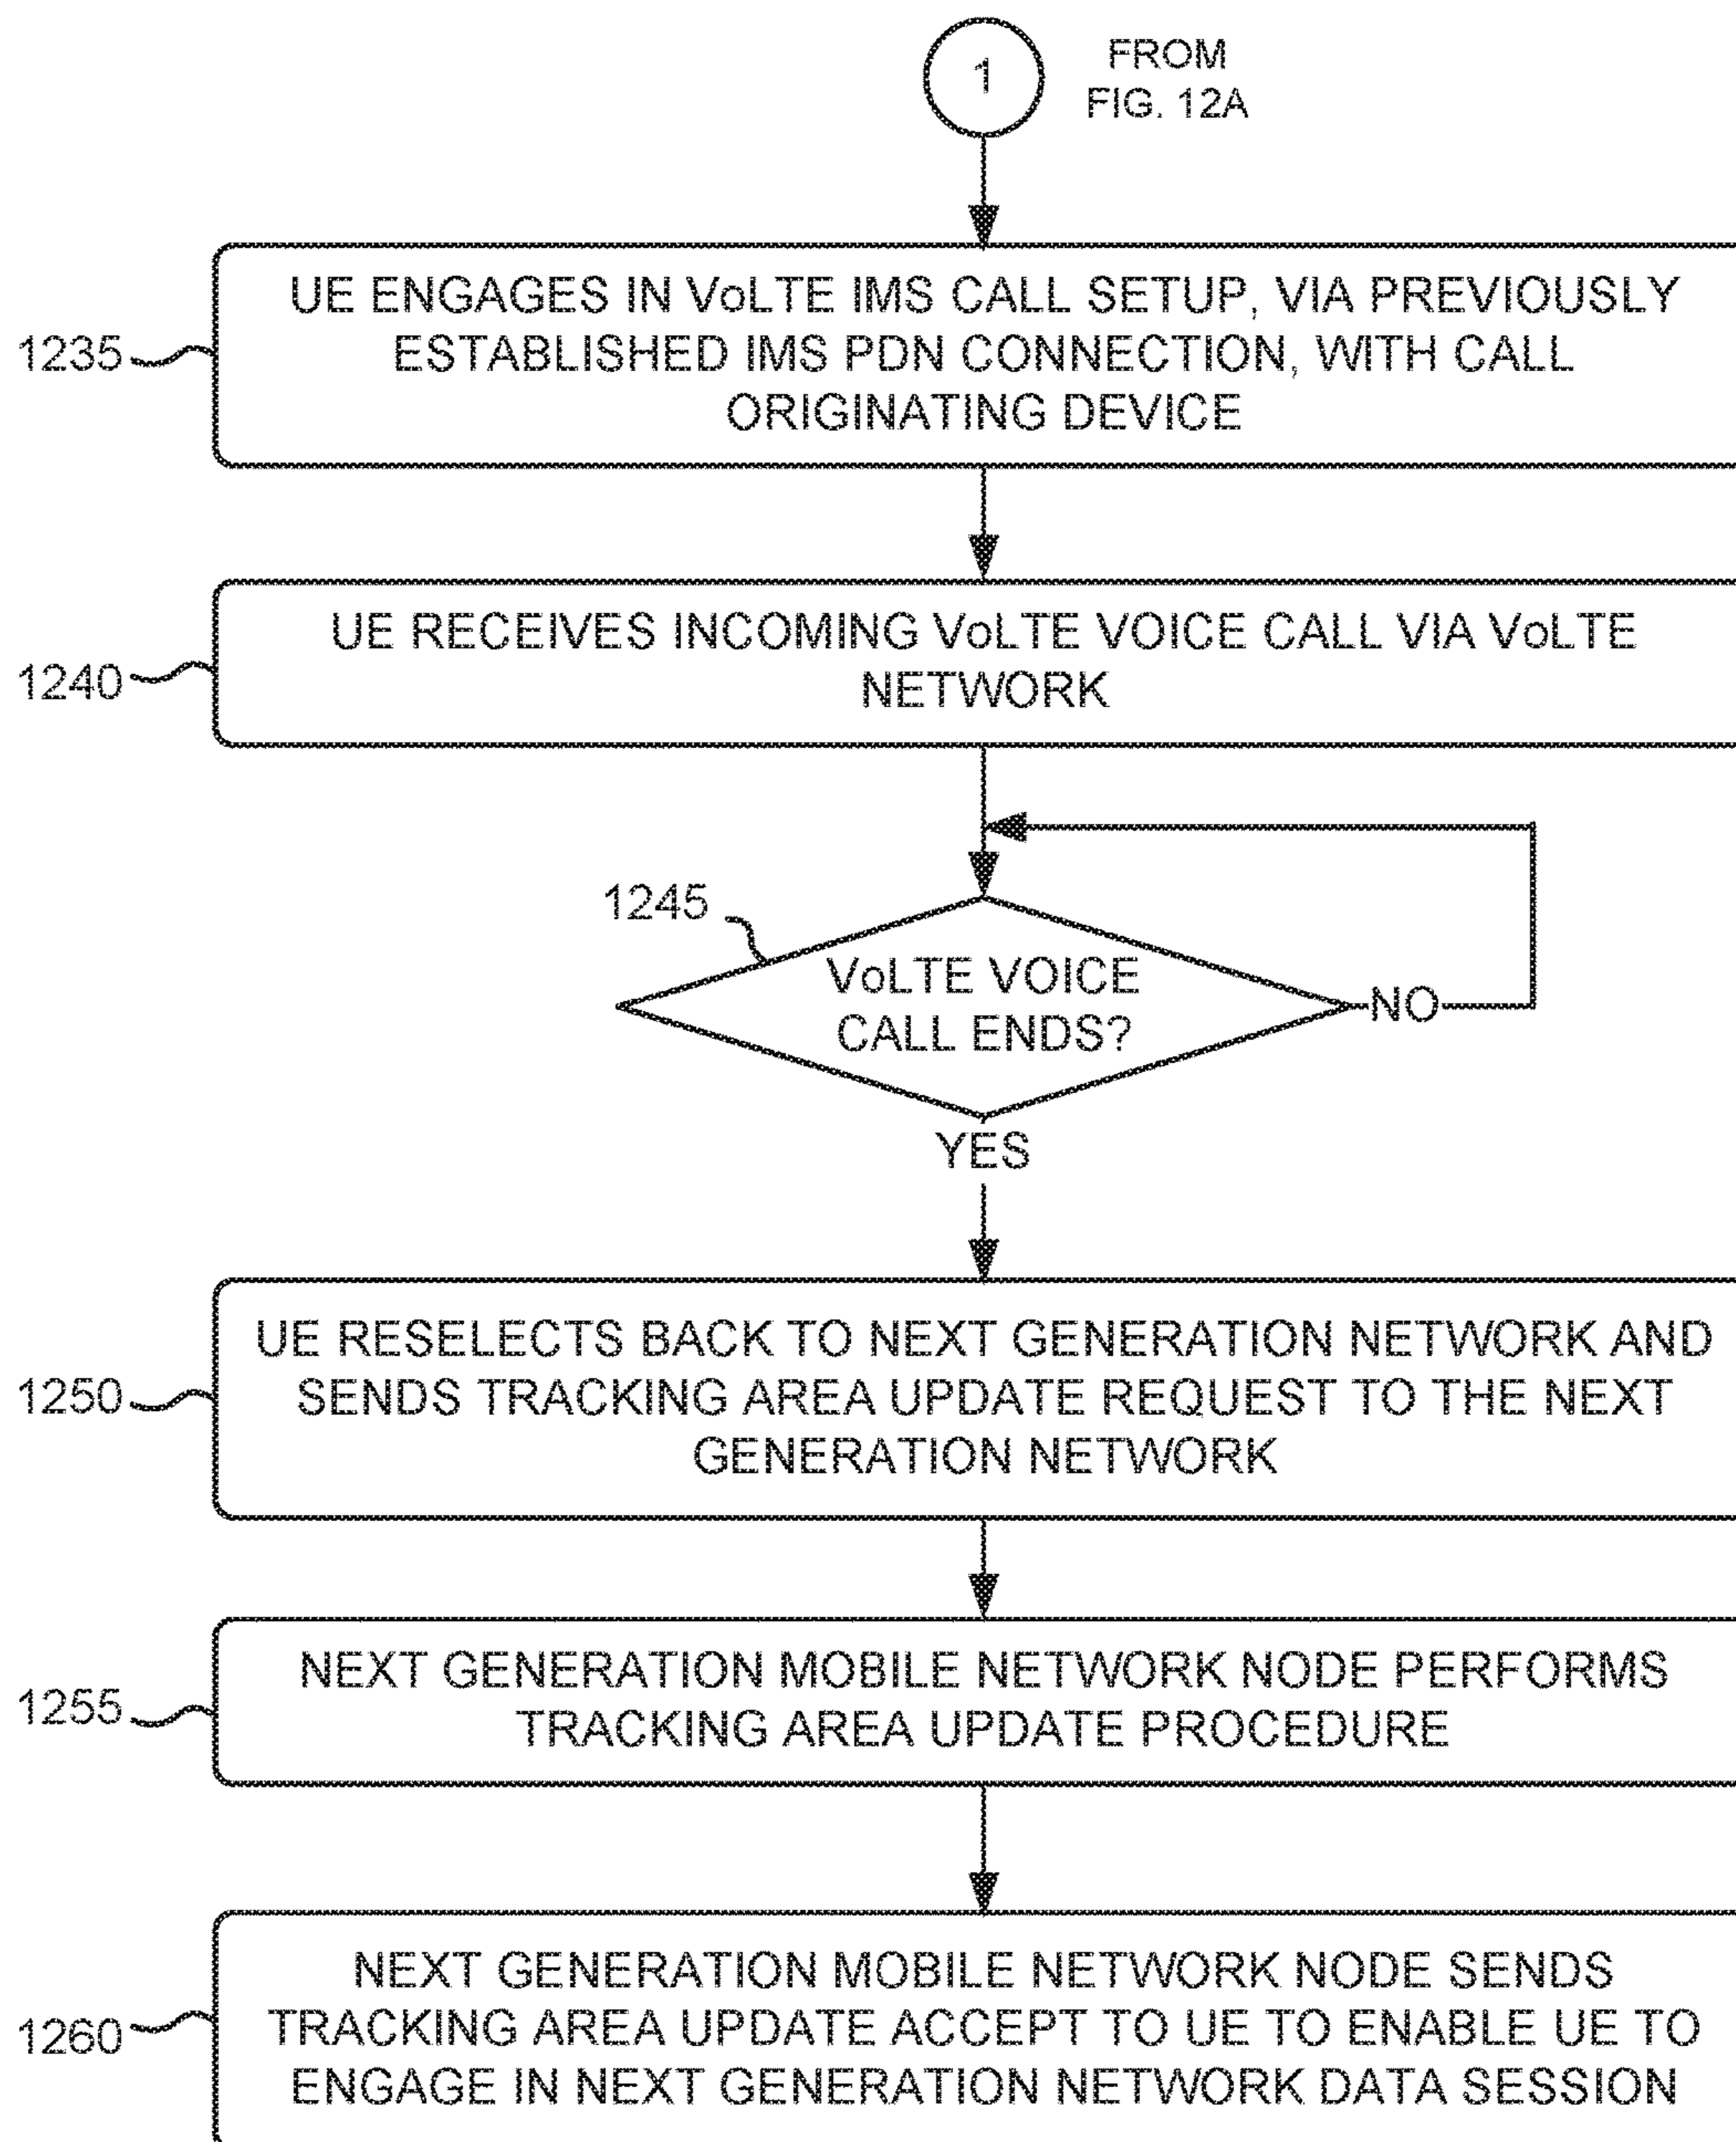 1
FROM
FIG. 12A
1235
UE ENGAGES IN VoLTE IMS CALL SETUP, VIA PREVIOUSLY
ESTABLISHED IMS PDN CONNECTION, WITH CALL
ORIGINATING DEVICE
1240
UE RECEIVES INCOMING VoLTE VOICE CALL VIA VoLTE
NETWORK
1245
VoLTE VOICE
CALL ENDS?
NO
YES
1250
UE RESELECTS BACK TO NEXT GENERATION NETWORK AND
SENDS TRACKING AREA UPDATE REQUEST TO THE NEXT
GENERATION NETWORK
1255
NEXT GENERATION MOBILE NETWORK NODE PERFORMS
TRACKING AREA UPDATE PROCEDURE
1260
NEXT GENERATION MOBILE NETWORK NODE SENDS
TRACKING AREA UPDATE ACCEPT TO UE TO ENABLE UE TO
ENGAGE IN NEXT GENERATION NETWORK DATA SESSION